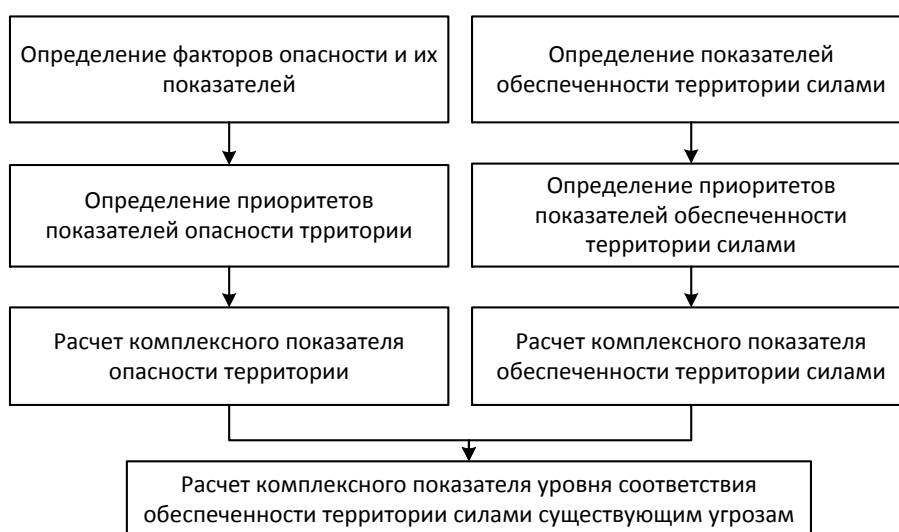 Определение факторов опасности и их
показателей
Определение показателей
обеспеченности территории силами
Определение приоритетов
показателей опасности трритории
Определение приоритетов
показателей обеспеченности
территории силами
Расчет комплексного показателя
опасности территории
Расчет комплексного показателя
обеспеченности территории силами
Расчет комплексного показателя уровня соответствия
обеспеченности территории силами существующим угрозам